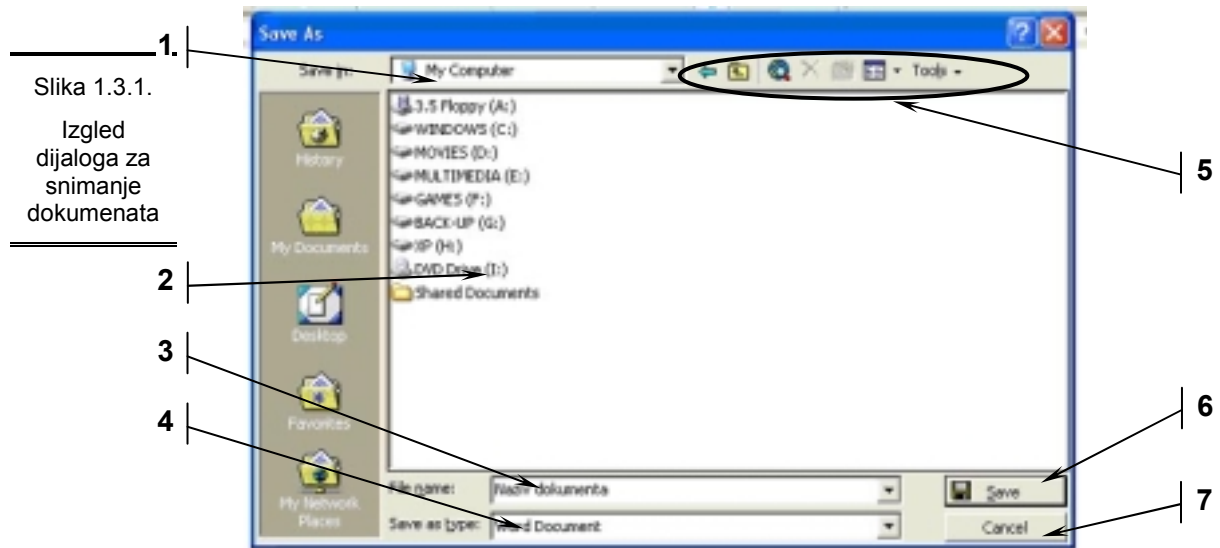 Slika 1.3.1.
Izgled
dijaloga za
snimanje
dokumenata
1
2
3
4
Save As
Save in:
My Computer
Tools
History
My Documents
Desktop
Favorites
My Network
Places
3.5 Floppy (A:)
WINDOWS (C:)
MOVIES (D:)
MULTIMEDIA (E:)
GAMES (F:)
BACK-UP (G:)
XP (H:)
DVD Drive (I:)
Shared Documents
File name:
Naziv dokumenta
Save
Save as type:
Word Document
Cancel
5
6
7